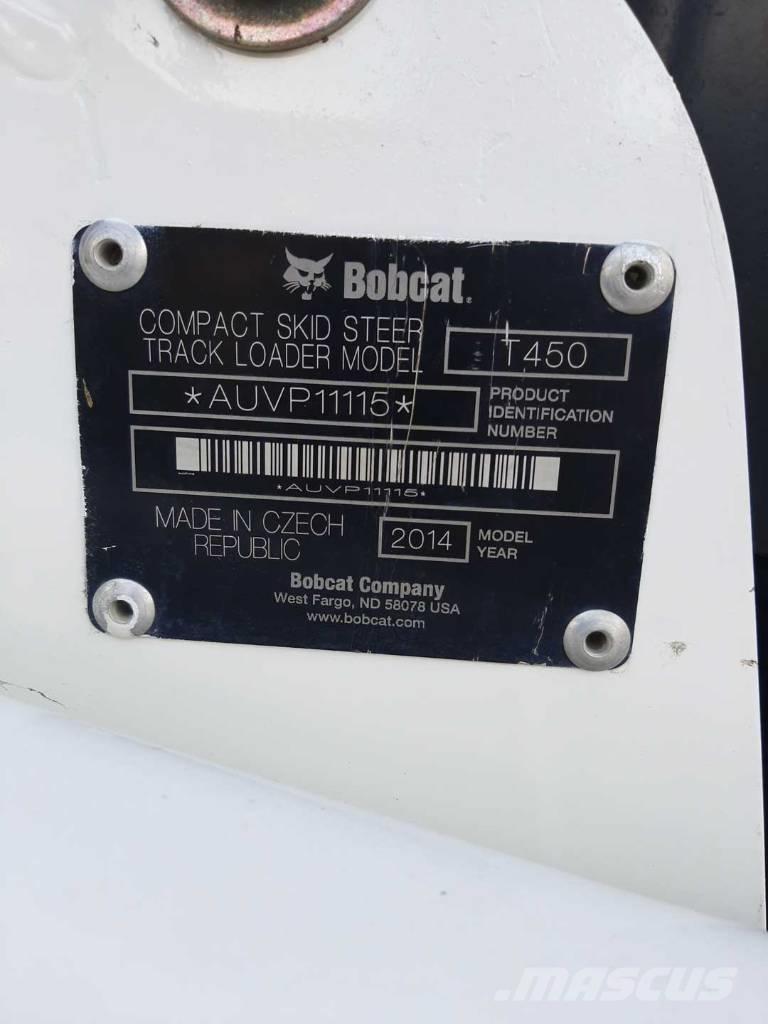 Bobcat®
COMPACT SKID STEER
TRACK LOADER MODEL
T450
*AUVP11115*
PRODUCT
IDENTIFICATION
NUMBER
*AUVP11115*
MADE IN CZECH
REPUBLIC
2014
MODEL
YEAR
Bobcat Company
West Fargo, ND 58078 USA
www.bobcat.com
MASCUS